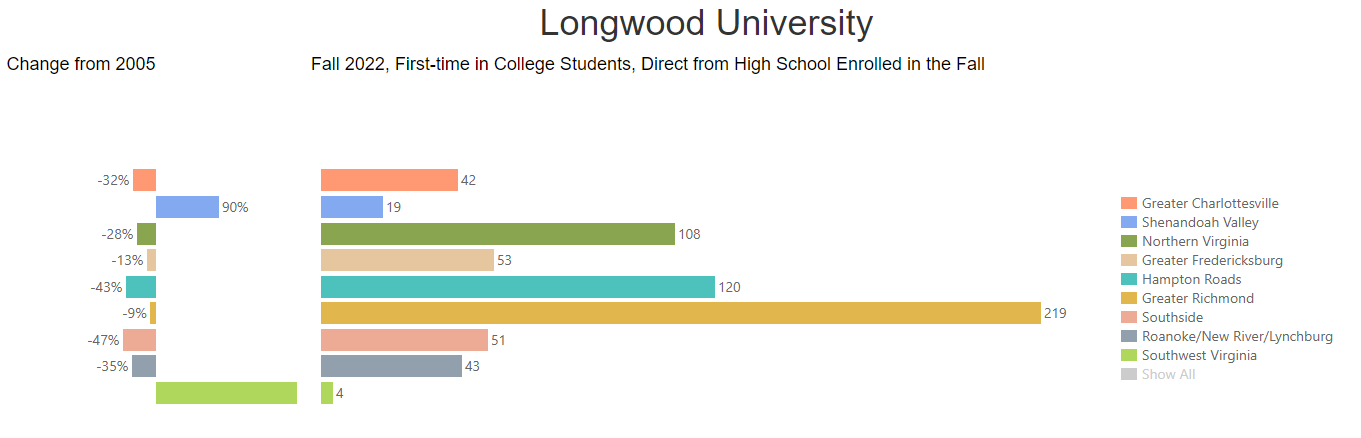 Longwood University
Change from 2005 Fall 2022, First-time in College Students, Direct from High School Enrolled in the Fall
-32% 42
90% 19
-28% 108
-13% 53
-43% 120
-9% 219
-47% 51
-35% 43
4
Greater Charlottesville
Shenandoah Valley
Northern Virginia
Greater Fredericksburg
Hampton Roads
Greater Richmond
Southside
Roanoke/New River/Lynchburg
Southwest Virginia
Show All